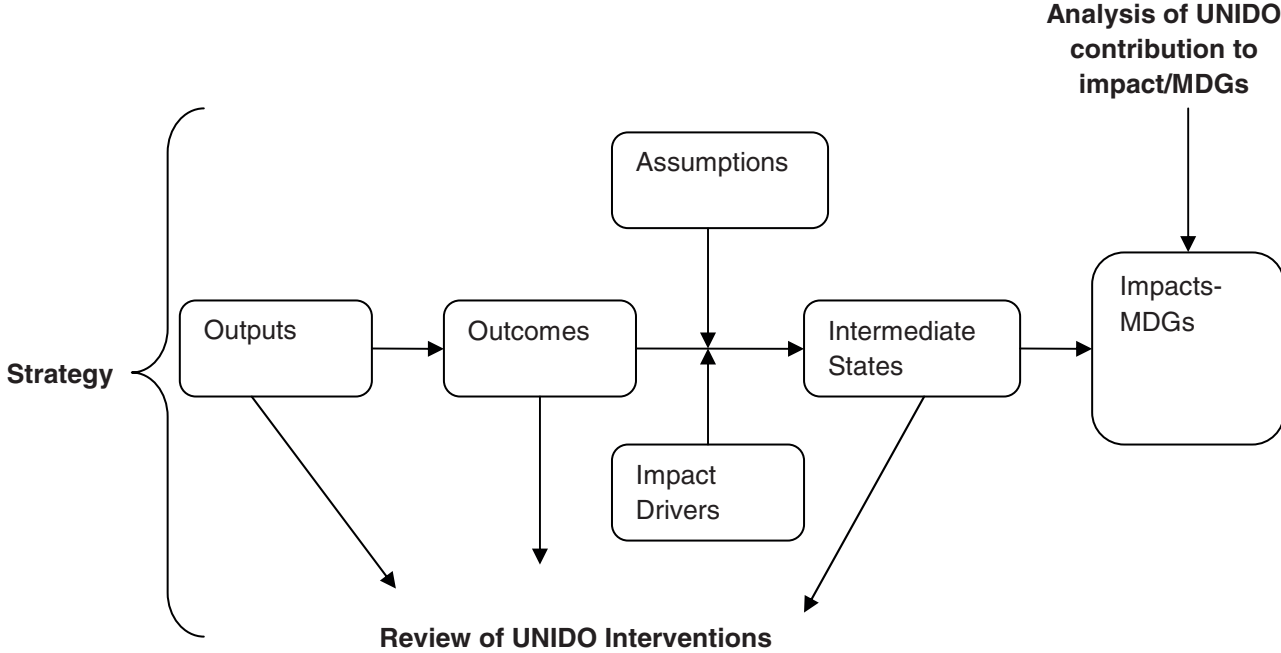 Analysis of UNIDO
contribution to
impact/MDGs
Assumptions
Outputs
Outcomes
Intermediate
States
Impacts-
MDGs
Strategy
Impact
Drivers
Review of UNIDO Interventions